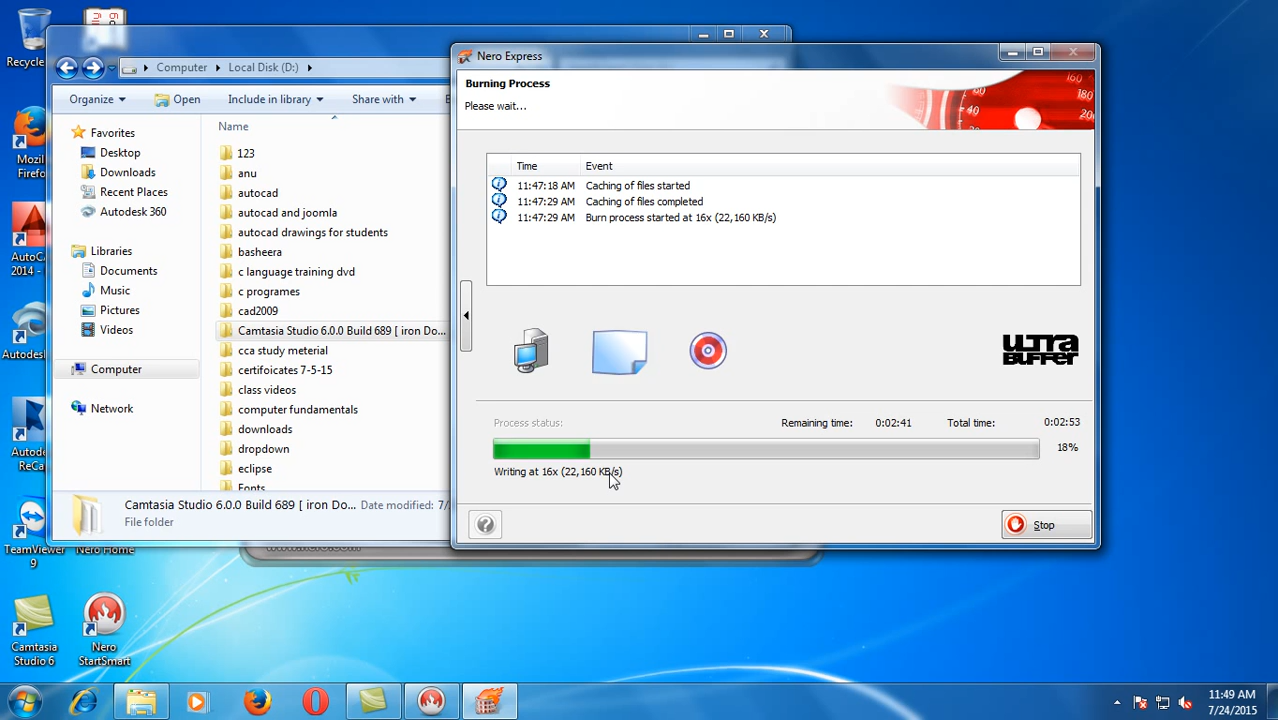 Recycle
Mozil
Firefo
AutoC
2014 -
Autodes
Autode
ReCa
TeamViewer
9
Nero Home
Camtasia
Studio 6
Nero
StartSmart
Computer
Local Disk (D:)
Organize
Open
Include in library
Share with
Favorites
Desktop
Downloads
Recent Places
Autodesk 360
Libraries
Documents
Music
Pictures
Videos
Computer
Network
Name
123
anu
autocad
autocad and joomla
autocad drawings for students
basheera
c language training dvd
c programes
cad2009
Camtasia Studio 6.0.0 Build 689 [ iron Do...
cca study meterial
certifoicates 7-5-15
class videos
computer fundamentals
downloads
dropdown
eclipse
Fonts
Camtasia Studio 6.0.0 Build 689 [ iron Do... Date modified: 7/
File folder
www.nero.com
Nero Express
Burning Process
Please wait...
Time Event
11:47:18 AM Caching of files started
11:47:29 AM Caching of files completed
11:47:29 AM Burn process started at 16x (22,160 KB/s)
ULTRA
BUFFER
Process status: Remaining time: 0:02:41 Total time: 0:02:53
18%
Writing at 16x (22,160 KB/s)
Stop
11:49 AM
7/24/2015